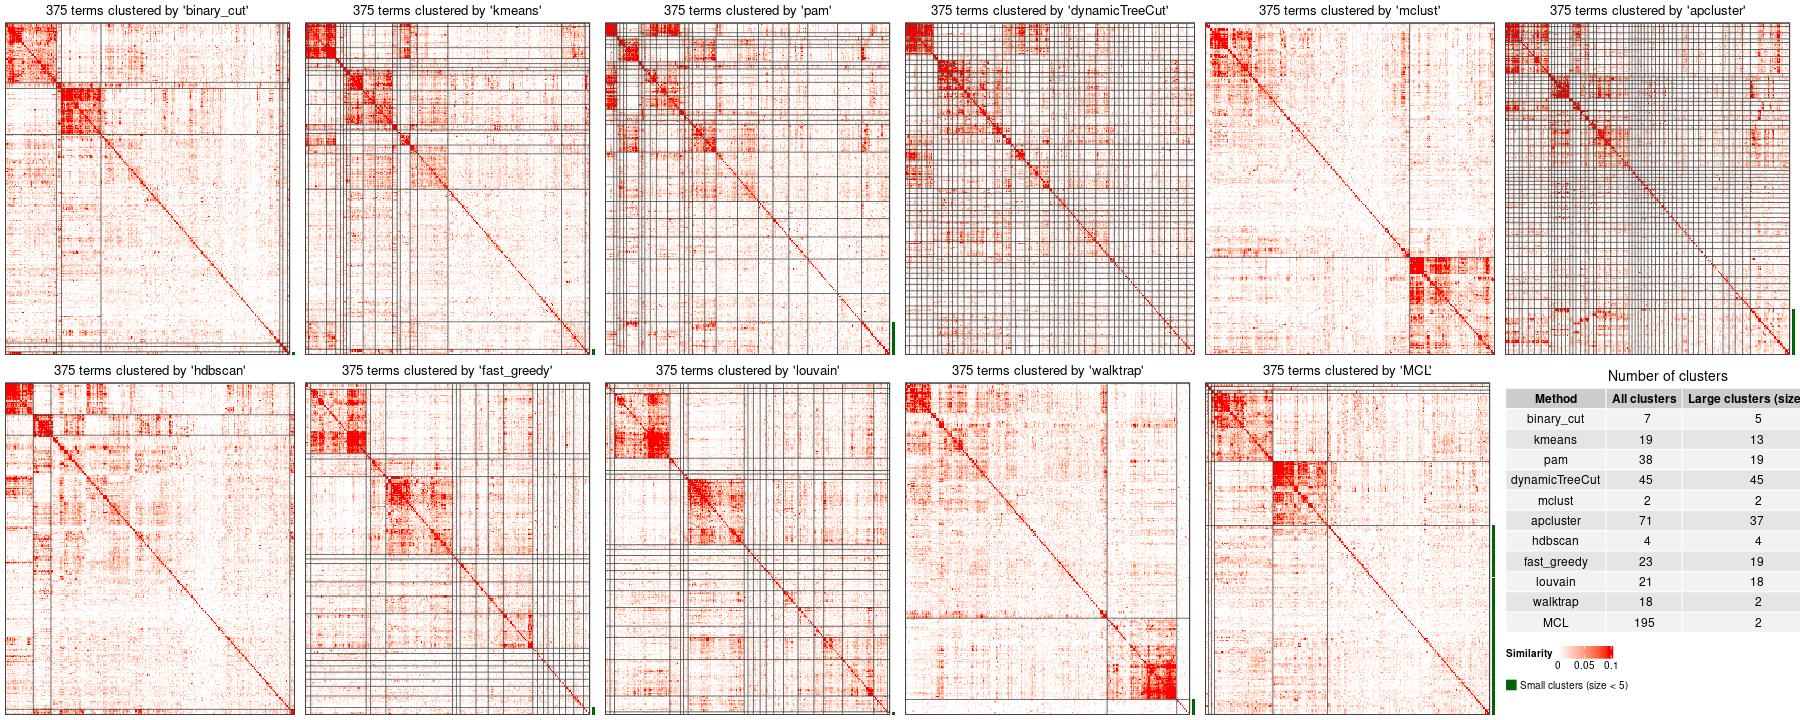 375 terms clustered by 'binary_cut'
375 terms clustered by 'kmeans'
375 terms clustered by 'pam'
375 terms clustered by 'dynamicTreeCut'
375 terms clustered by 'mclust'
375 terms clustered by 'apcluster'
375 terms clustered by 'hdbscan'
375 terms clustered by 'fast_greedy'
375 terms clustered by 'louvain'
375 terms clustered by 'walktrap'
375 terms clustered by 'MCL'
Number of clusters
Method All clusters Large clusters (size
binary_cut 7 5
kmeans 19 13
pam 38 19
dynamicTreeCut 45 45
mclust 2 2
apcluster 71 37
hdbscan 4 4
fast_greedy 23 19
louvain 21 18
walktrap 18 2
MCL 195 2
Similarity
0 0.05 0.1
Small clusters (size < 5)